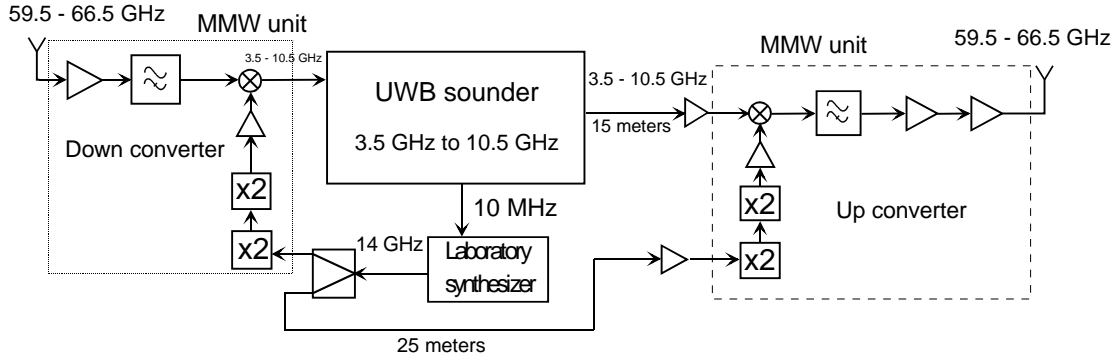 59.5 - 66.5 GHz
MMW unit
3.5 - 10.5 GHz
Down converter
x2
x2
UWB sounder
3.5 GHz to 10.5 GHz
10 MHz
14 GHz
Laboratory
synthesizer
25 meters
3.5 - 10.5 GHz
15 meters
MMW unit
59.5 - 66.5 GHz
x2
x2
Up converter